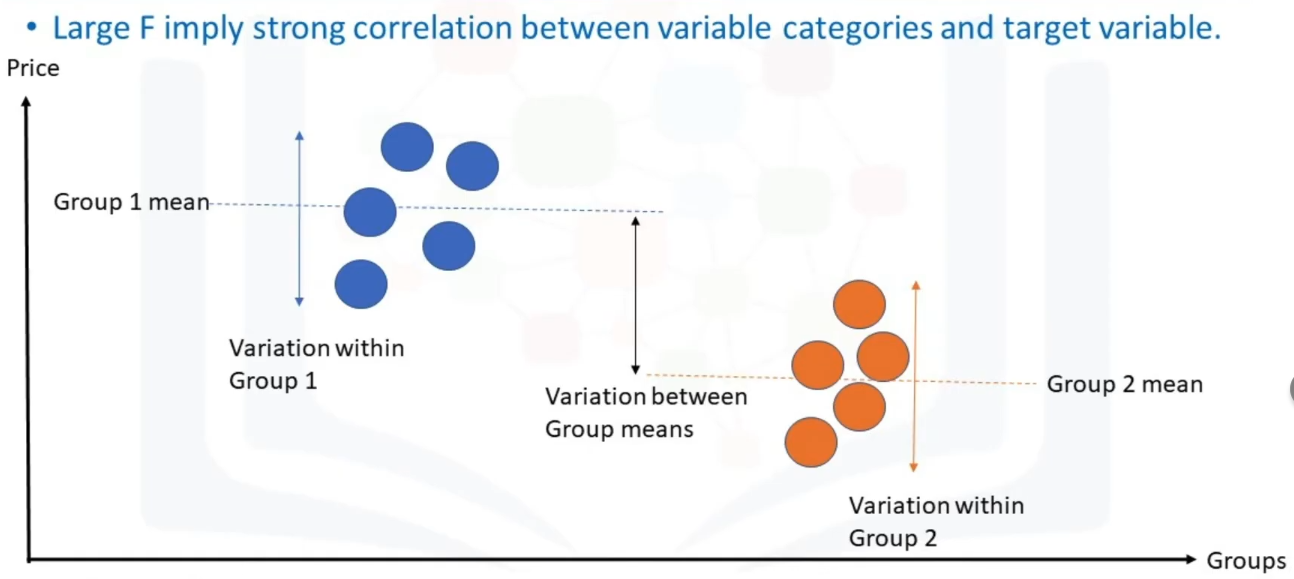 • Large F imply strong correlation between variable categories and target variable.
Price
Group 1 mean
Variation within
Group 1
Variation between
Group means
Group 2 mean
Variation within
Group 2
Groups